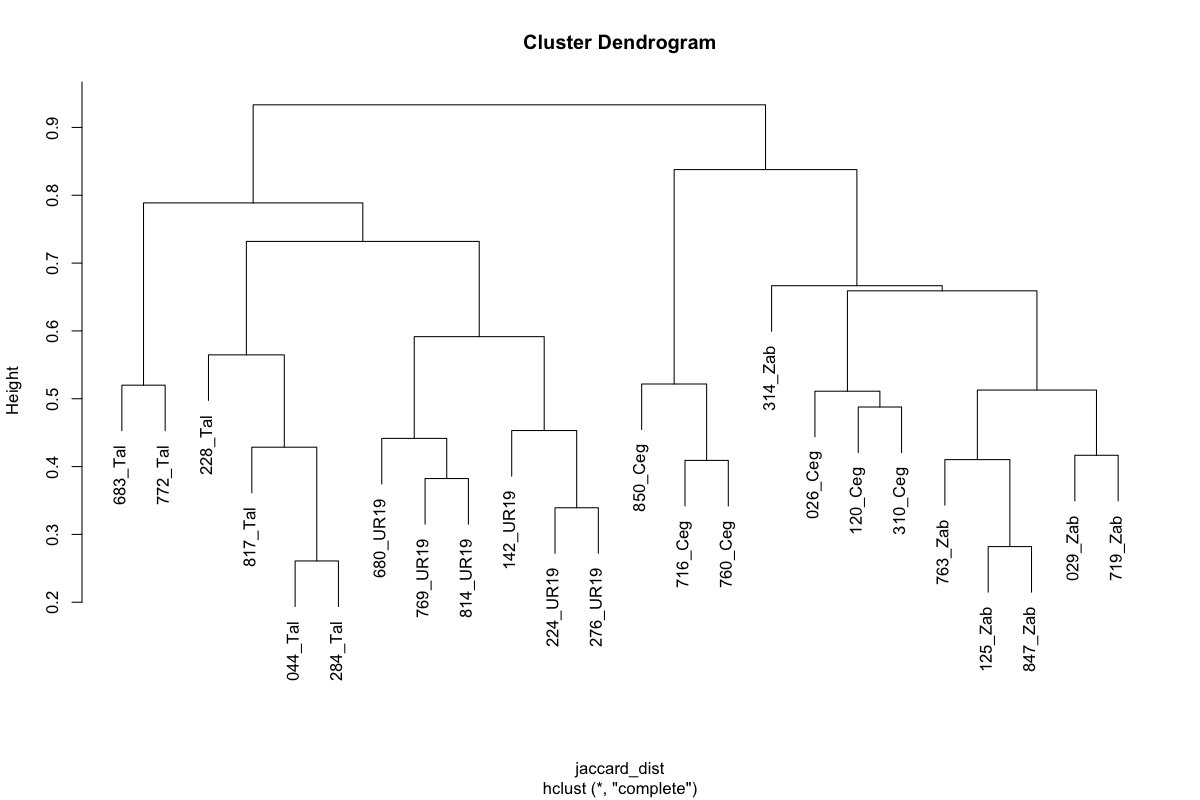 Cluster Dendrogram
Height
0.9
0.8
0.7
0.6
0.5
0.4
0.3
0.2
683_Tal
772_Tal
228_Tal
817_Tal
044_Tal
284_Tal
680_UR19
769_UR19
814_UR19
142_UR19
224_UR19
276_UR19
850_Ceg
716_Ceg
760_Ceg
314_Zab
026_Ceg
120_Ceg
310_Ceg
763_Zab
125_Zab
847_Zab
029_Zab
719_Zab
jaccard_dist
hclust (*, "complete")